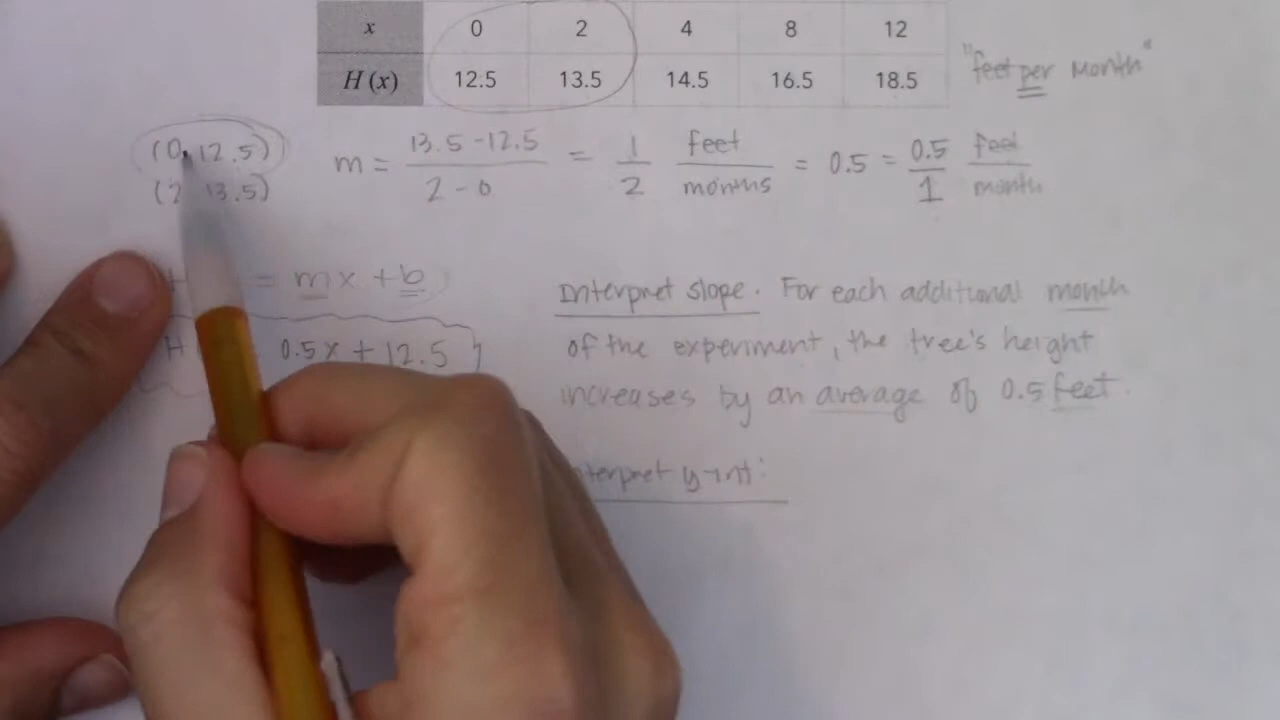 x 0 2 4 8 12
H(x) 12.5 13.5 14.5 16.5 18.5
"feet per month"
(0, 12.5)
(2 13.5)
m = 13.5 - 12.5 / 2 - 0 = 1 / 2 feet / months = 0.5 = 0.5 / 1 feet / month
= mx + b
H 0.5x + 12.5
Interpret slope. For each additional month
of the experiment, the tree's height
increases by an average of 0.5 feet.
nterpret y-int: